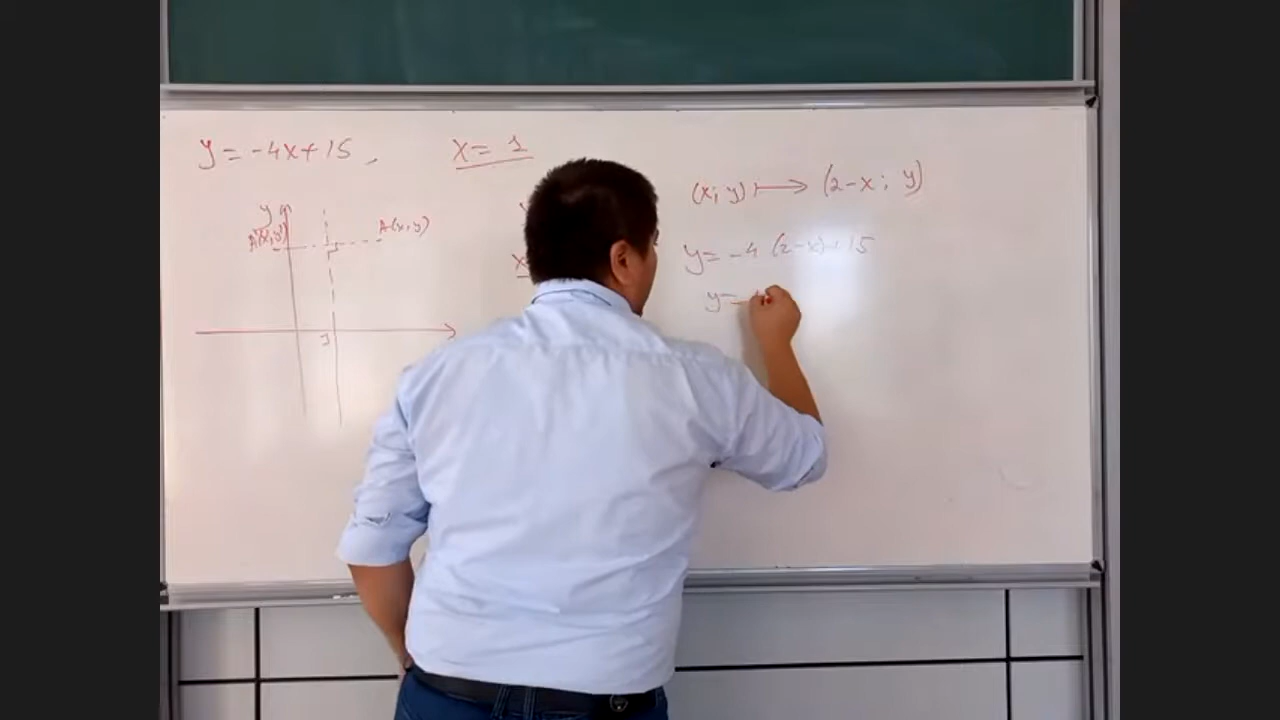 y = -4x + 15 ,
x = 1
(x; y) ⟼ (2-x; y)
y
A(x; y)
1
y = -4 (2-x) + 15
y =